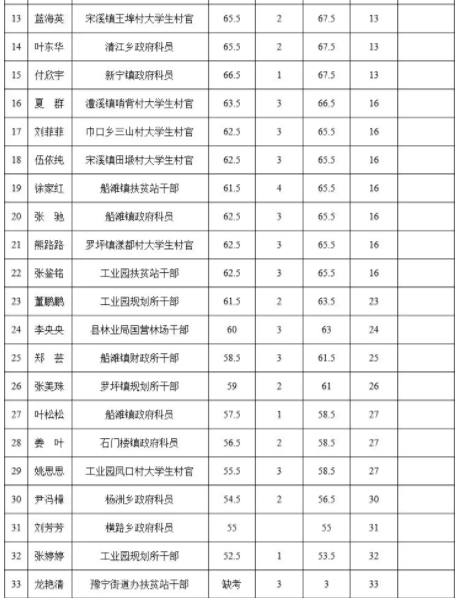 13 蓝海英 宋溪镇王埠村大学生村官 65.5 2 67.5 13
14 叶东华 清江乡政府科员 65.5 2 67.5 13
15 付欣宇 新宁镇政府科员 66.5 1 67.5 13
16 夏 群 澧溪镇哨背村大学生村官 63.5 3 66.5 16
17 刘菲菲 巾口乡三山村大学生村官 62.5 3 65.5 16
18 伍依纯 宋溪镇田塅村大学生村官 62.5 3 65.5 16
19 徐家红 船滩镇扶贫站干部 61.5 4 65.5 16
20 张 驰 船滩镇政府科员 62.5 3 65.5 16
21 熊路路 罗坪镇漾都村大学生村官 62.5 3 65.5 16
22 张鉴铭 工业园扶贫站干部 62.5 3 65.5 16
23 董鹏鹏 工业园规划所干部 61.5 2 63.5 23
24 李央央 县林业局国营林场干部 60 3 63 24
25 郑 芸 船滩镇财政所干部 58.5 3 61.5 25
26 张美珠 罗坪镇规划所干部 59 2 61 26
27 叶松松 船滩镇政府科员 57.5 1 58.5 27
28 娄 叶 石门楼镇政府科员 56.5 2 58.5 27
29 姚思思 工业园凤口村大学生村官 55.5 3 58.5 27
30 尹冯橦 杨洲乡政府科员 54.5 2 56.5 30
31 刘芳芳 横路乡政府科员 55 55 31
32 张婷婷 工业园规划所干部 52.5 1 53.5 32
33 龙艳清 豫宁街道办扶贫站干部 缺考 3 3 33